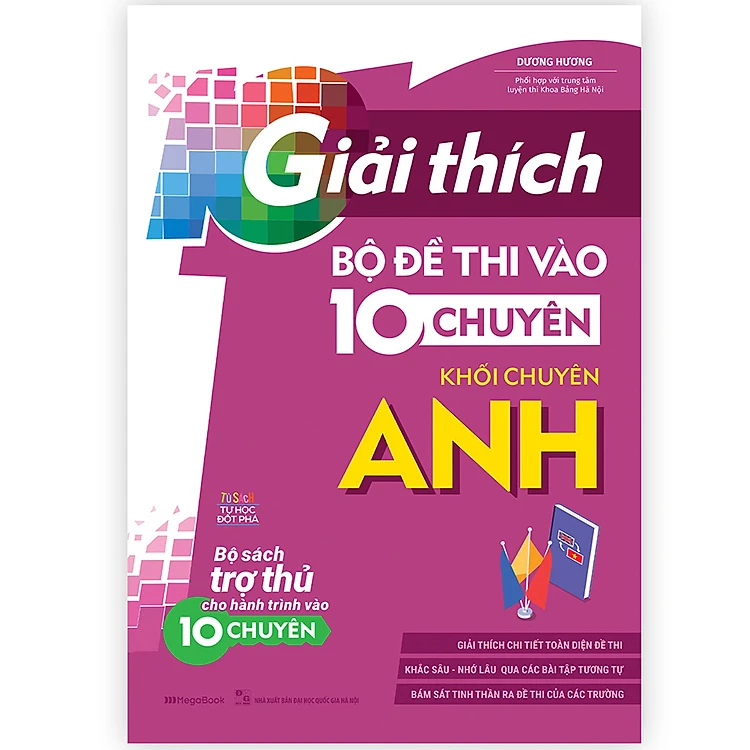 DƯƠNG HƯƠNG
Phối hợp với trung tâm
luyện thi Khoa Bảng Hà Nội
Giải thích
BỘ ĐỀ THI VÀO
10 CHUYÊN
KHỐI CHUYÊN
ANH
TỦ SÁCH
TỰ HỌC
ĐỘT PHÁ
Bộ sách
trợ thủ
cho hành trình vào
10 CHUYÊN
GIẢI THÍCH CHI TIẾT TOÀN DIỆN ĐỀ THI
KHẮC SÂU - NHỚ LÂU QUA CÁC BÀI TẬP TƯƠNG TỰ
BÁM SÁT TINH THẦN RA ĐỀ THI CỦA CÁC TRƯỜNG
MegaBook
NHÀ XUẤT BẢN ĐẠI HỌC QUỐC GIA HÀ NỘI